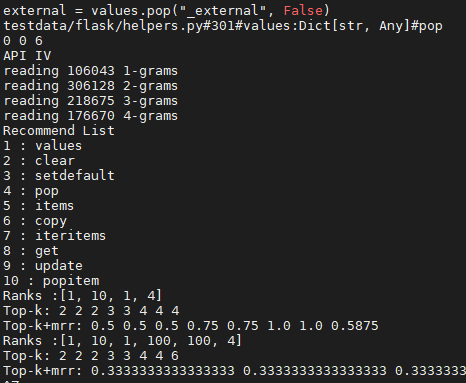 external = values.pop("_external", False)
testdata/flask/helpers.py#301#values:Dict[str, Any]#pop
0 0 6
API IV
reading 106043 1-grams
reading 306128 2-grams
reading 218675 3-grams
reading 176670 4-grams
Recommend List
1 : values
2 : clear
3 : setdefault
4 : pop
5 : items
6 : copy
7 : iteritems
8 : get
9 : update
10 : popitem
Ranks :[1, 10, 1, 4]
Top-k: 2 2 2 3 3 4 4 4
Top-k+mrr: 0.5 0.5 0.5 0.75 0.75 1.0 1.0 0.5875
Ranks :[1, 10, 1, 100, 100, 4]
Top-k: 2 2 2 3 3 4 4 6
Top-k+mrr: 0.3333333333333333 0.3333333333333333 0.3333333